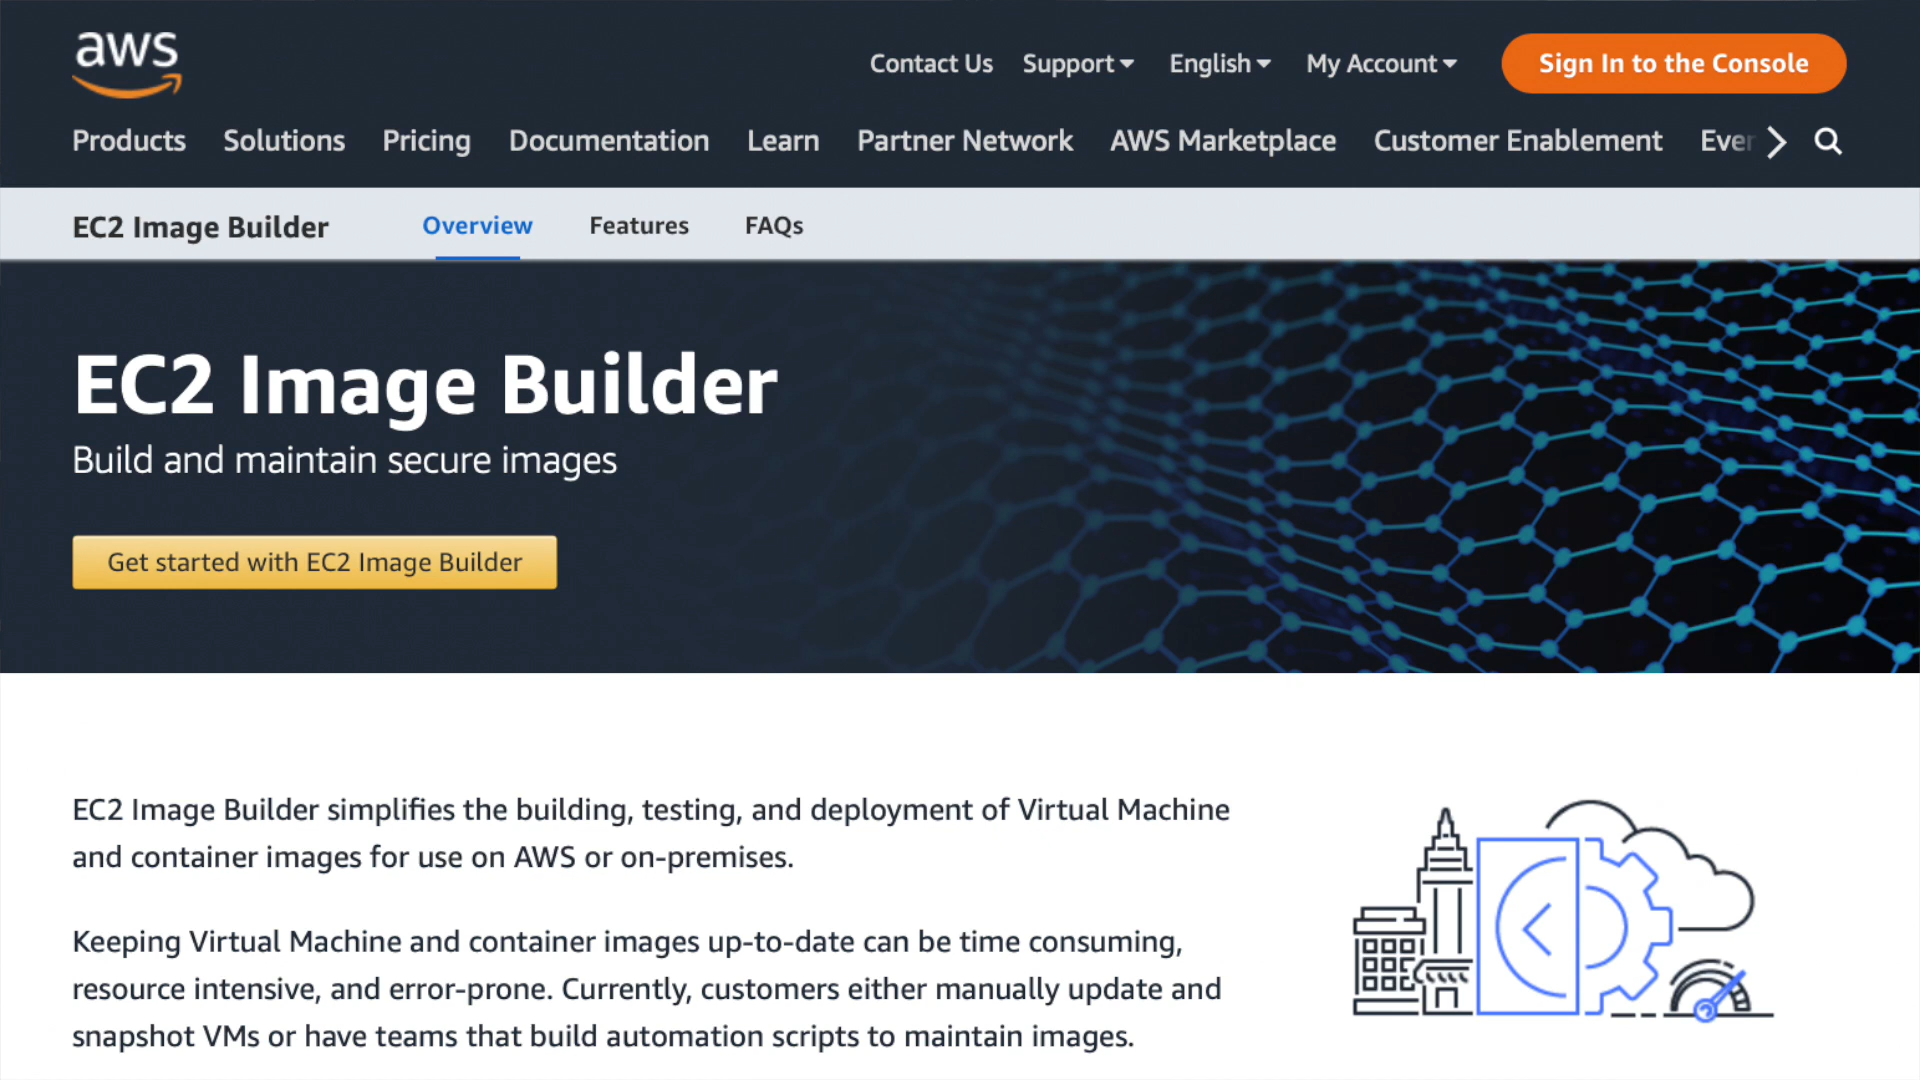 aws
Contact Us Support English My Account Sign In to the Console
Products Solutions Pricing Documentation Learn Partner Network AWS Marketplace Customer Enablement Ever
EC2 Image Builder Overview Features FAQs
EC2 Image Builder
Build and maintain secure images
Get started with EC2 Image Builder
EC2 Image Builder simplifies the building, testing, and deployment of Virtual Machine
and container images for use on AWS or on-premises.
Keeping Virtual Machine and container images up-to-date can be time consuming,
resource intensive, and error-prone. Currently, customers either manually update and
snapshot VMs or have teams that build automation scripts to maintain images.